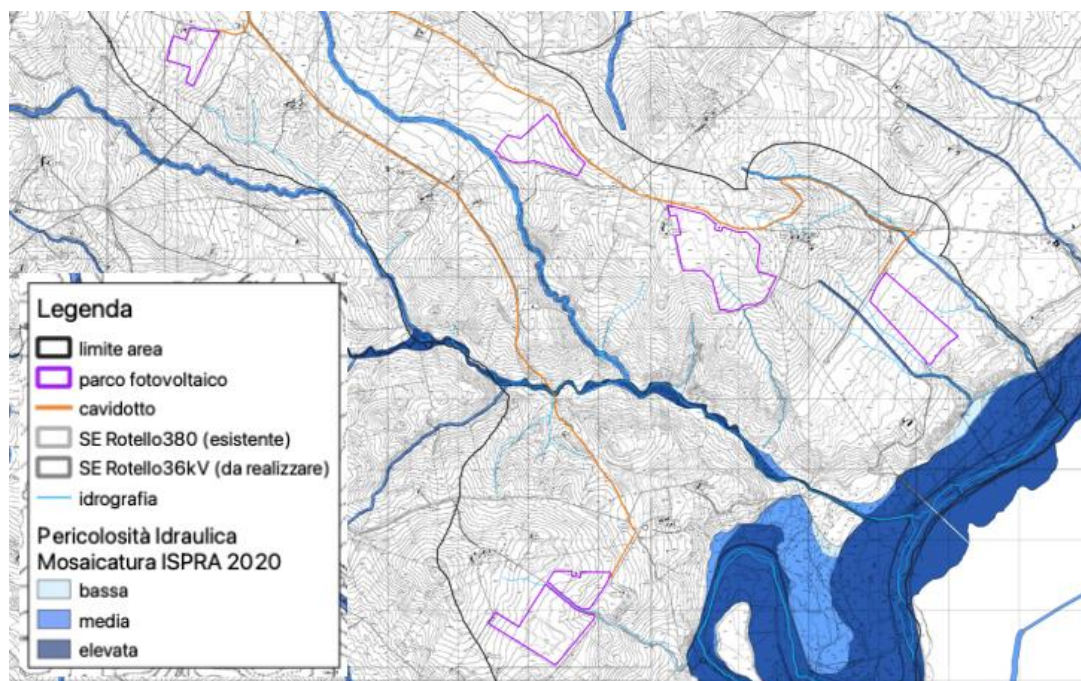 Legenda
limite area
parco fotovoltaico
cavidotto
SE Rotello380 (esistente)
SE Rotello36kV (da realizzare)
idrografia
Pericolosità Idraulica
Mosaicatura ISPRA 2020
bassa
media
elevata